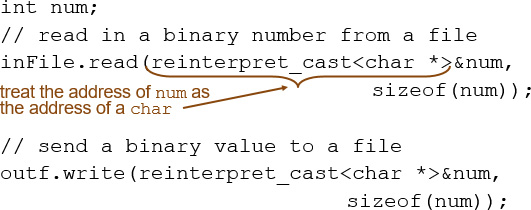 int num;
// read in a binary number from a file
inFile.read(reinterpret_cast<char *>&num,
treat the address of num as
sizeof(num));
the address of a char
// send a binary value to a file
outf.write(reinterpret_cast<char *>&num,
sizeof(num));